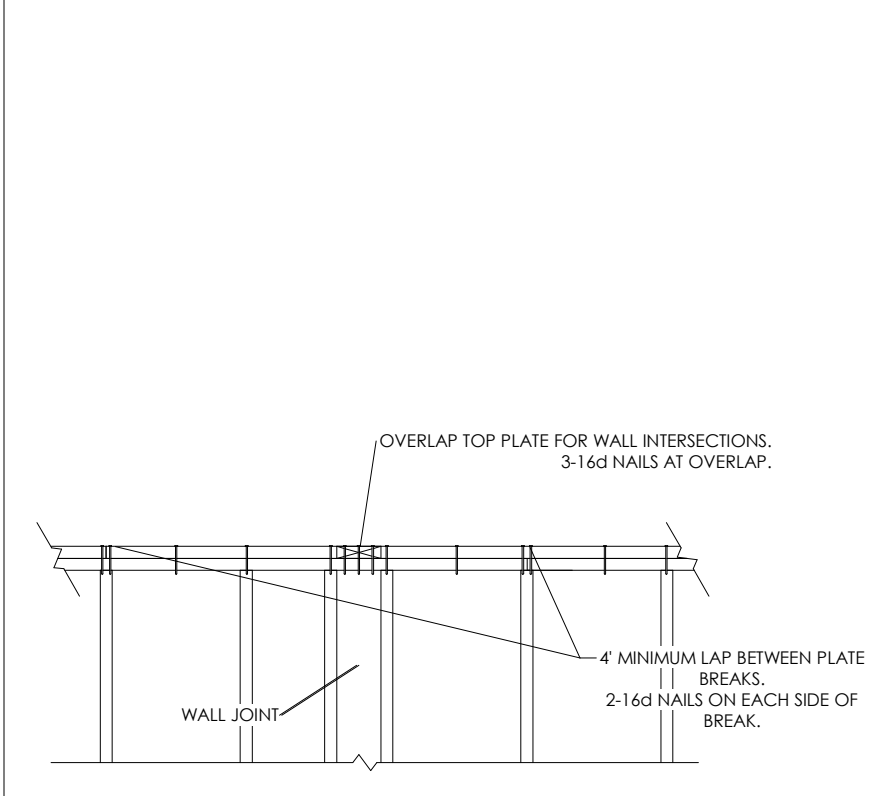 OVERLAP TOP PLATE FOR WALL INTERSECTIONS.
3-16d NAILS AT OVERLAP.
4' MINIMUM LAP BETWEEN PLATE
BREAKS.
2-16d NAILS ON EACH SIDE OF
BREAK.
WALL JOINT